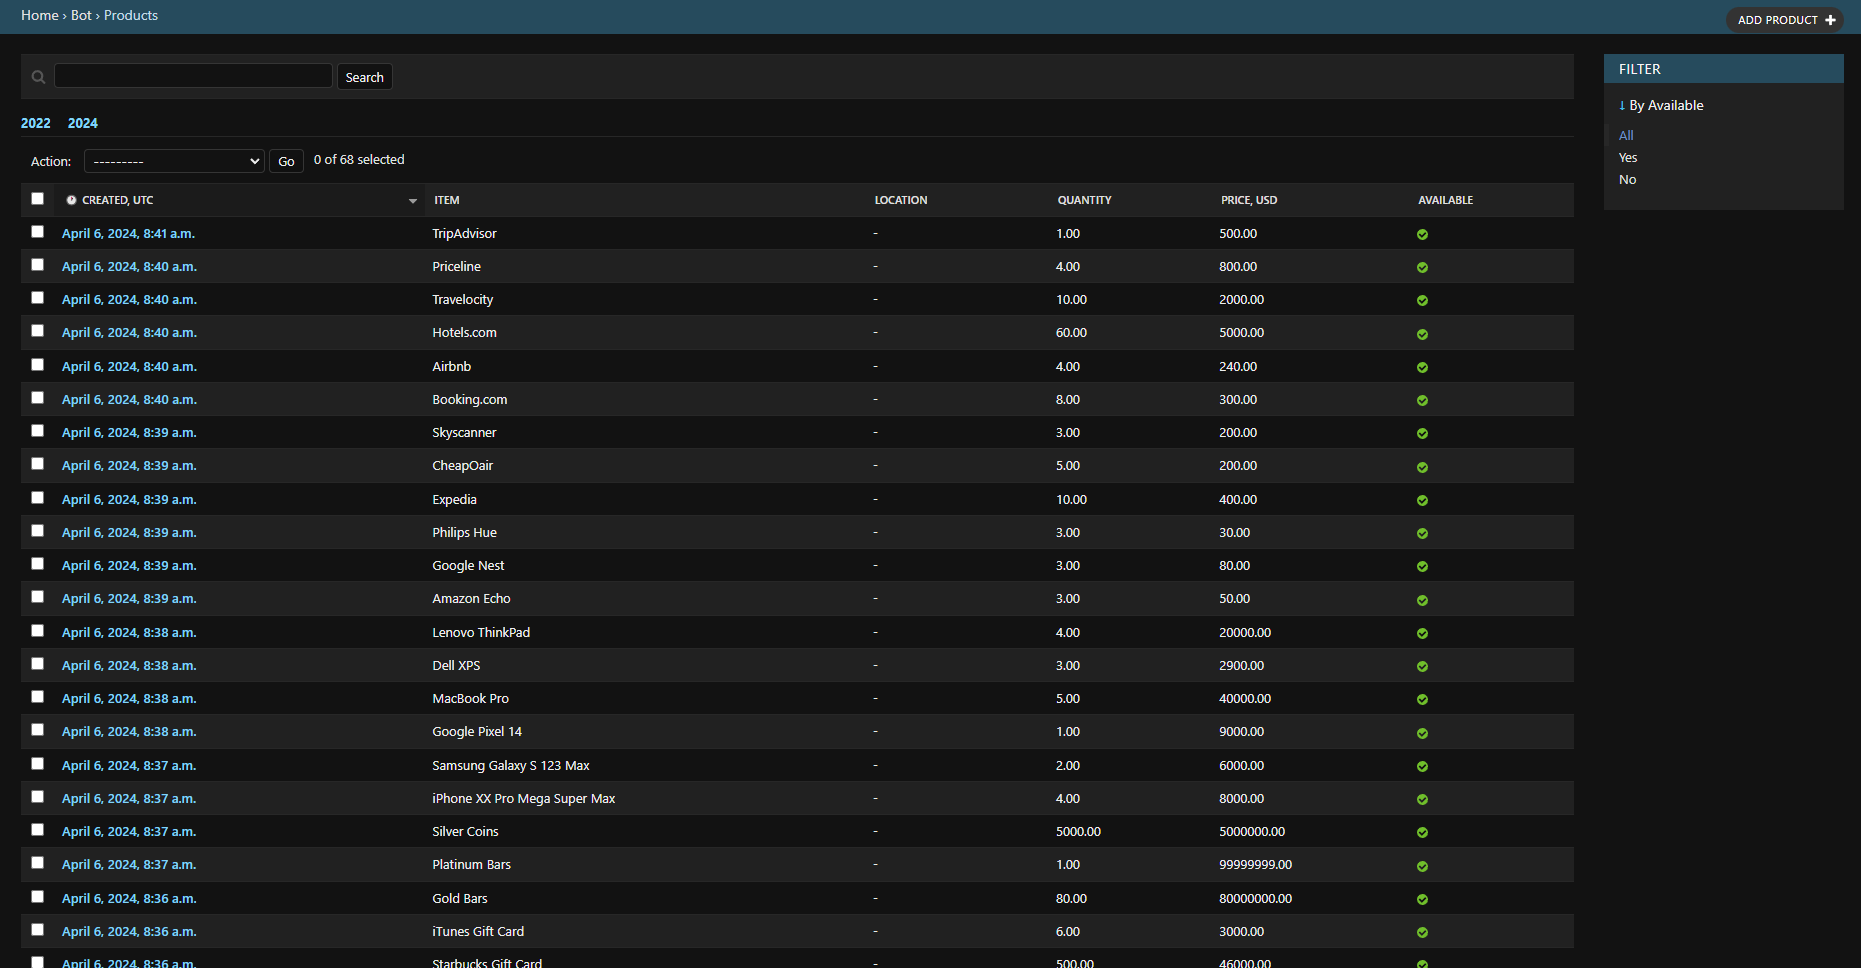 Home › Bot › Products
ADD PRODUCT +
Search
FILTER
↓ By Available
All
Yes
No
2022 2024
Action: --------- Go 0 of 68 selected
CREATED, UTC ITEM LOCATION QUANTITY PRICE, USD AVAILABLE
April 6, 2024, 8:41 a.m. TripAdvisor - 1.00 500.00
April 6, 2024, 8:40 a.m. Priceline - 4.00 800.00
April 6, 2024, 8:40 a.m. Travelocity - 10.00 2000.00
April 6, 2024, 8:40 a.m. Hotels.com - 60.00 5000.00
April 6, 2024, 8:40 a.m. Airbnb - 4.00 240.00
April 6, 2024, 8:40 a.m. Booking.com - 8.00 300.00
April 6, 2024, 8:39 a.m. Skyscanner - 3.00 200.00
April 6, 2024, 8:39 a.m. CheapOair - 5.00 200.00
April 6, 2024, 8:39 a.m. Expedia - 10.00 400.00
April 6, 2024, 8:39 a.m. Philips Hue - 3.00 30.00
April 6, 2024, 8:39 a.m. Google Nest - 3.00 80.00
April 6, 2024, 8:39 a.m. Amazon Echo - 3.00 50.00
April 6, 2024, 8:38 a.m. Lenovo ThinkPad - 4.00 20000.00
April 6, 2024, 8:38 a.m. Dell XPS - 3.00 2900.00
April 6, 2024, 8:38 a.m. MacBook Pro - 5.00 40000.00
April 6, 2024, 8:38 a.m. Google Pixel 14 - 1.00 9000.00
April 6, 2024, 8:37 a.m. Samsung Galaxy S 123 Max - 2.00 6000.00
April 6, 2024, 8:37 a.m. iPhone XX Pro Mega Super Max - 4.00 8000.00
April 6, 2024, 8:37 a.m. Silver Coins - 5000.00 5000000.00
April 6, 2024, 8:37 a.m. Platinum Bars - 1.00 99999999.00
April 6, 2024, 8:36 a.m. Gold Bars - 80.00 80000000.00
April 6, 2024, 8:36 a.m. iTunes Gift Card - 6.00 3000.00
April 6, 2024, 8:36 a.m. Starbucks Gift Card - 500.00 46000.00